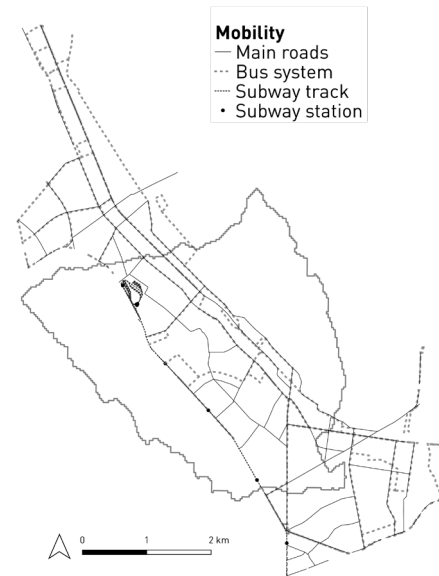 Mobility
Main roads
Bus system
Subway track
Subway station
0 1 2 km